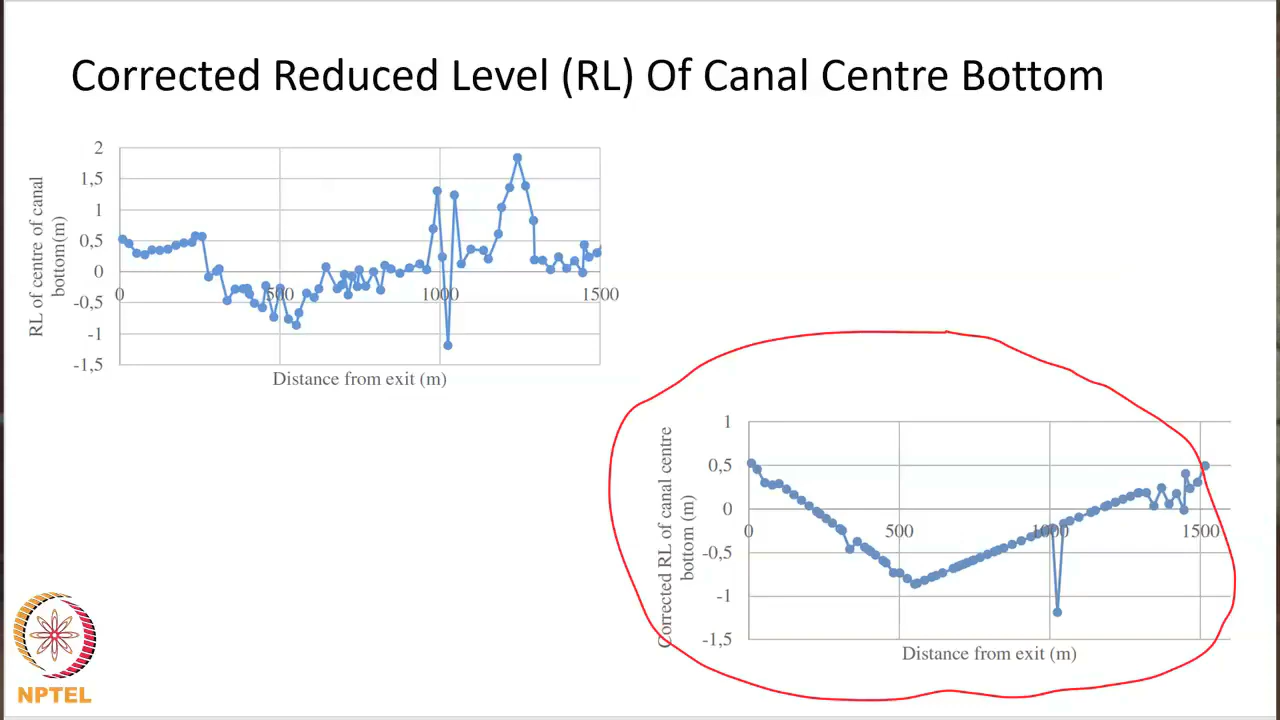 Corrected Reduced Level (RL) Of Canal Centre Bottom
RL of centre of canal
bottom(m)
2
1,5
1
0,5
0
-0,5
-1
-1,5
0
500
1000
1500
Distance from exit (m)
Corrected RL of canal centre
bottom (m)
1
0,5
0
-0,5
-1
-1,5
0
500
1000
1500
Distance from exit (m)
NPTEL